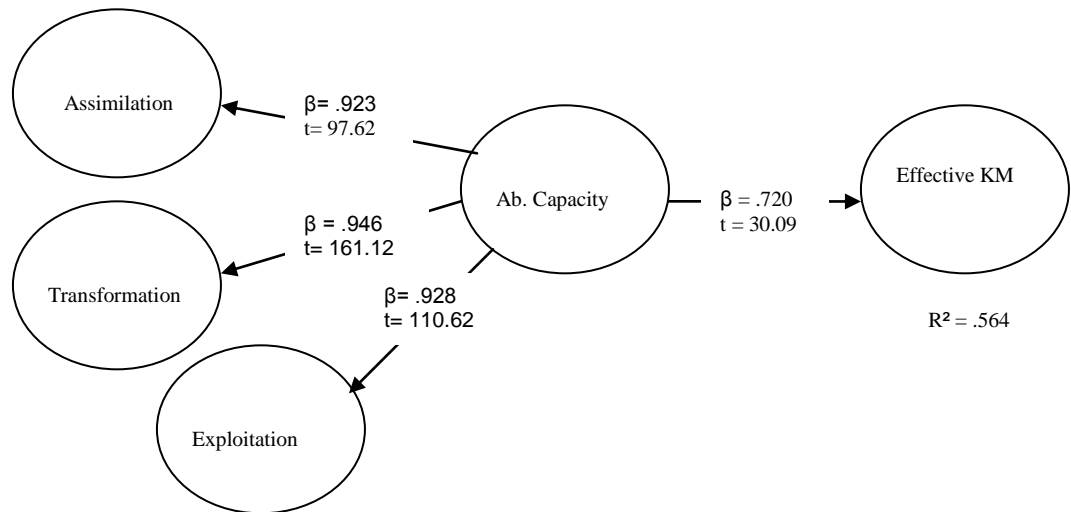 Assimilation
β= .923
t= 97.62
Ab. Capacity
Effective KM
β = .720
t = 30.09
β = .946
t= 161.12
Transformation
β= .928
t= 110.62
R² = .564
Exploitation